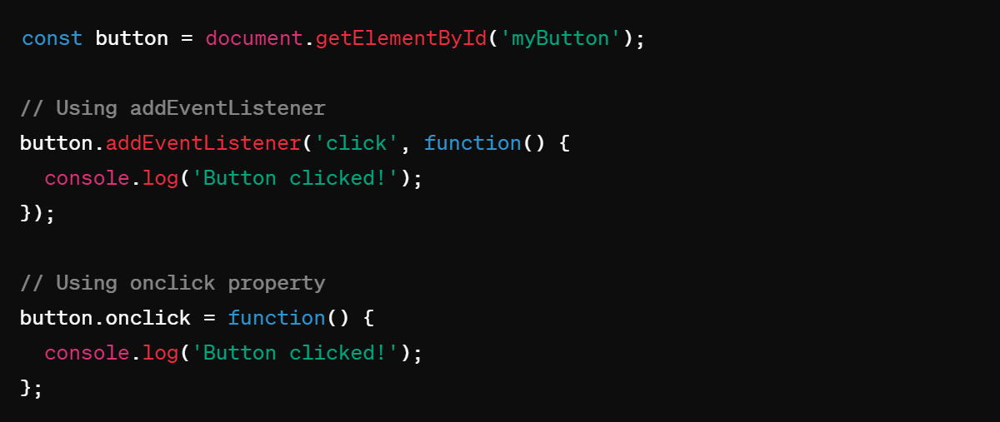 const button = document.getElementById('myButton');
// Using addEventListener
button.addEventListener('click', function() {
console.log('Button clicked!');
});
// Using onclick property
button.onclick = function() {
console.log('Button clicked!');
};